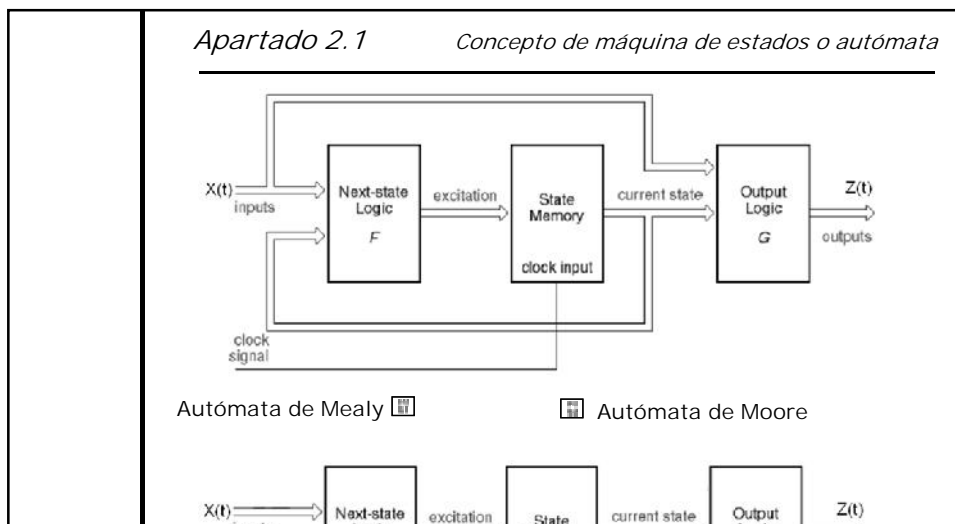 Apartado 2.1 Concepto de máquina de estados o autómata
X(t)
inputs
Next-state
Logic
F
excitation
State
Memory
clock input
current state
Output
Logic
G
Z(t)
outputs
clock
signal
Autómata de Mealy
Autómata de Moore
X(t)
Next-state
excitation
State
current state
Output
Z(t)